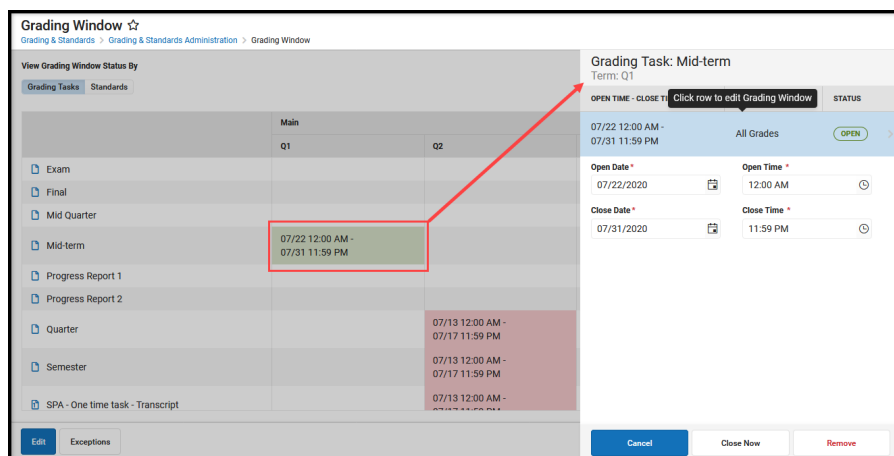 Grading Window
Grading & Standards > Grading & Standards Administration > Grading Window
View Grading Window Status By
Grading Tasks Standards
Main
Q1 Q2
Exam
Final
Mid Quarter
Mid-term
07/22 12:00 AM -
07/31 11:59 PM
Progress Report 1
Progress Report 2
Quarter
07/13 12:00 AM -
07/17 11:59 PM
Semester
07/13 12:00 AM -
07/17 11:59 PM
SPA - One time task - Transcript
07/13 12:00 AM -
07/17 11:59 PM
Edit Exceptions
Grading Task: Mid-term
Term: Q1
OPEN TIME - CLOSE TI
Click row to edit Grading Window
STATUS
07/22 12:00 AM -
07/31 11:59 PM
All Grades
OPEN
Open Date * Open Time *
07/22/2020 12:00 AM
Close Date * Close Time *
07/31/2020 11:59 PM
Cancel Close Now Remove